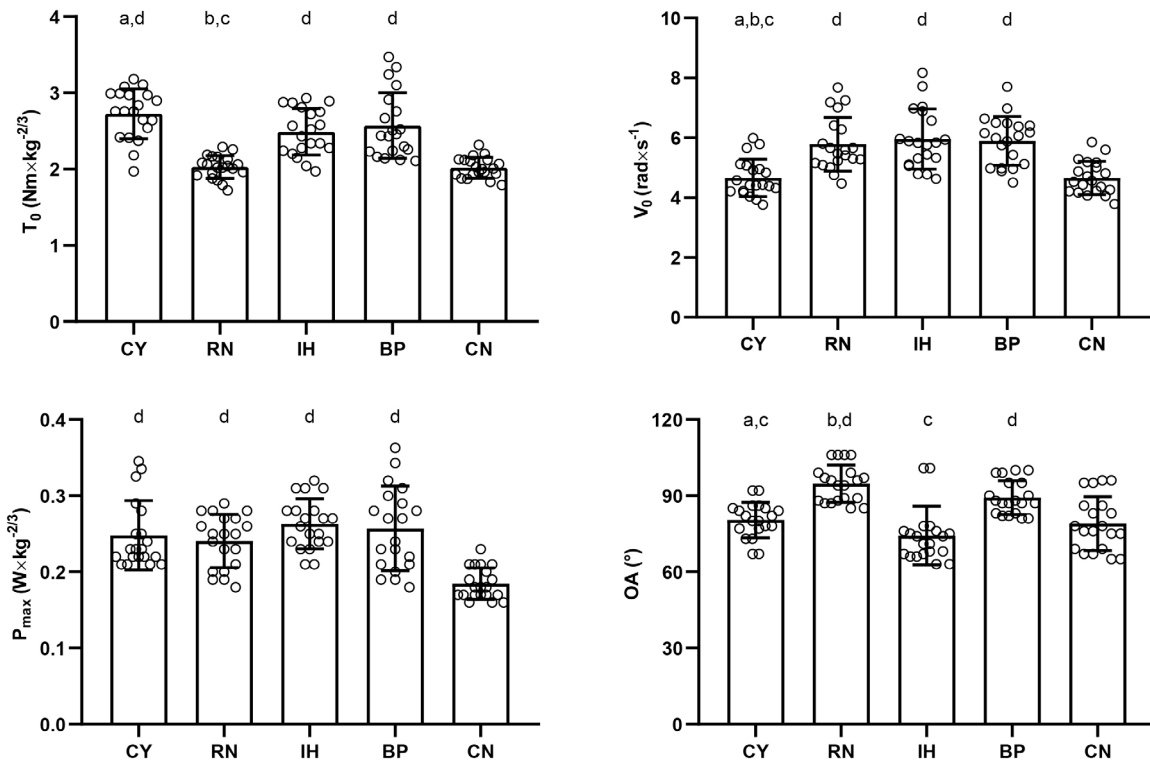 a,d b,c d d
T₀ (Nm×kg⁻²/³)
4
3
2
1
0
CY RN IH BP CN
a,b,c d d d
V₀ (rad×s⁻¹)
10
8
6
4
2
0
CY RN IH BP CN
d d d d
Pmax (W×kg⁻²/³)
0.4
0.3
0.2
0.1
0.0
CY RN IH BP CN
a,c b,d c d
OA (°)
120
90
60
30
0
CY RN IH BP CN